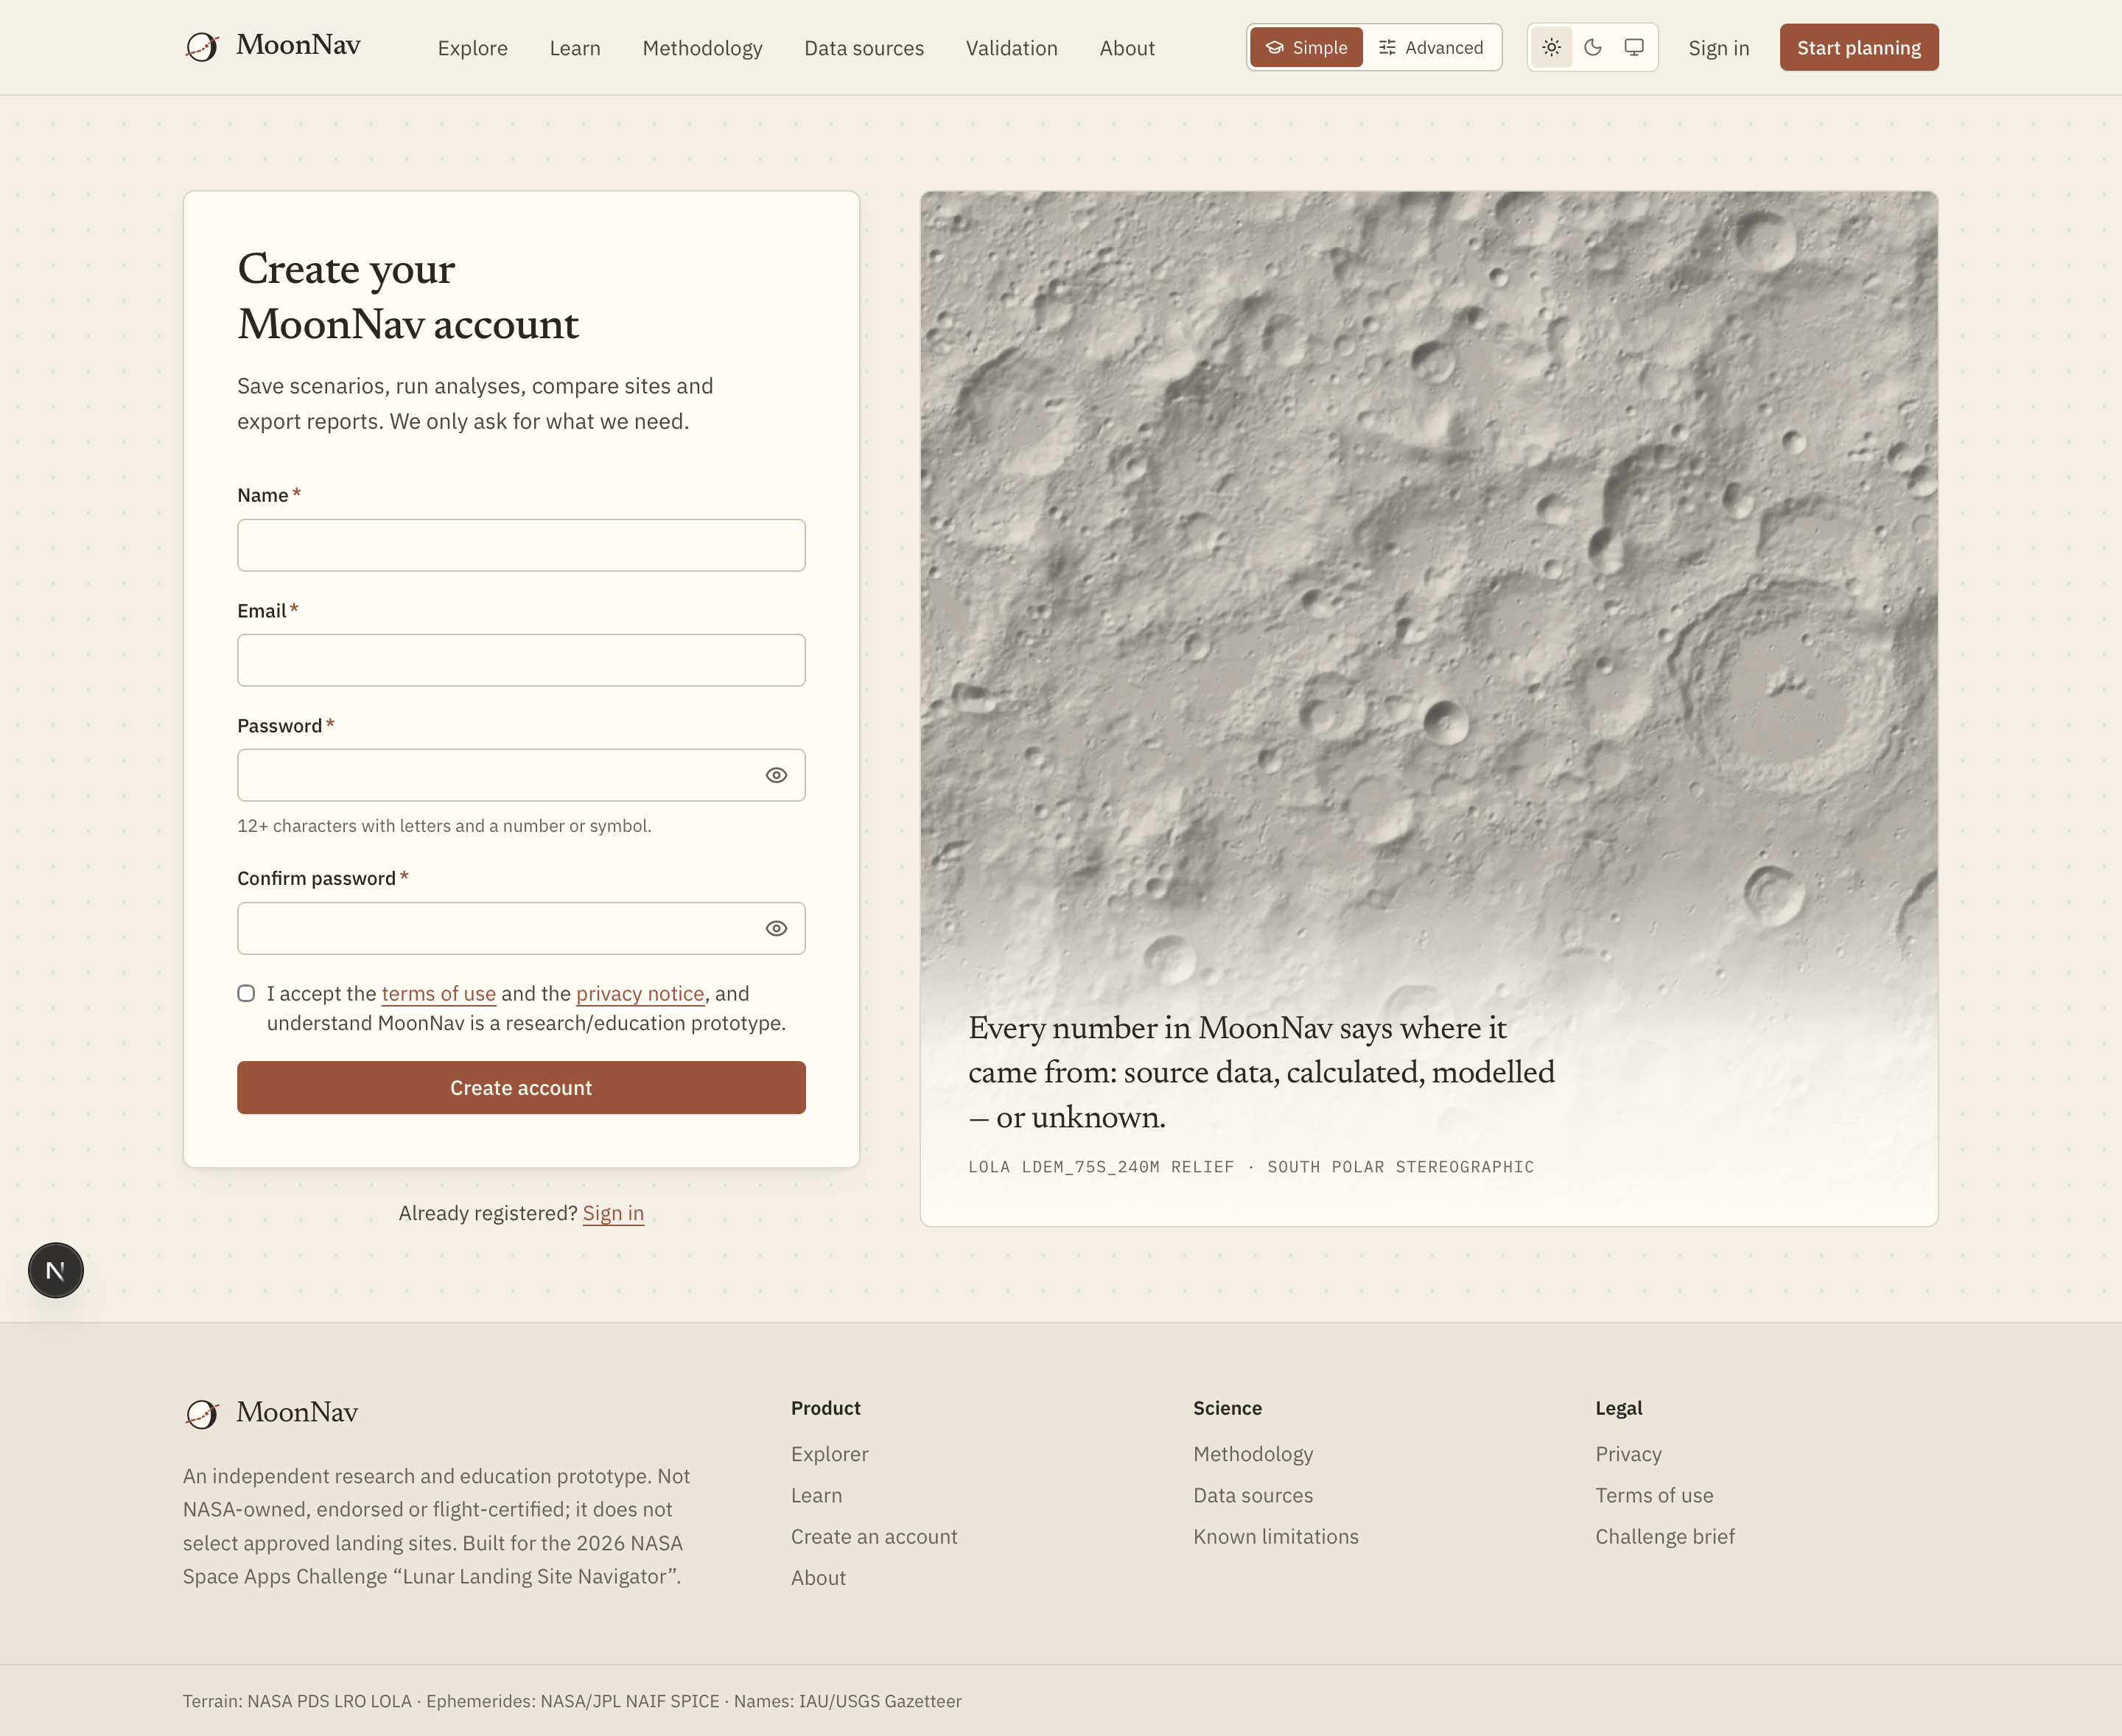 MoonNav
Explore
Learn
Methodology
Data sources
Validation
About
Simple
Advanced
Sign in
Start planning
Create your
MoonNav account
Save scenarios, run analyses, compare sites and
export reports. We only ask for what we need.
Name *
Email *
Password *
12+ characters with letters and a number or symbol.
Confirm password *
I accept the terms of use and the privacy notice, and
understand MoonNav is a research/education prototype.
Create account
Already registered? Sign in
Every number in MoonNav says where it
came from: source data, calculated, modelled
— or unknown.
LOLA LDEM_75S_240M RELIEF · SOUTH POLAR STEREOGRAPHIC
N
MoonNav
An independent research and education prototype. Not
NASA-owned, endorsed or flight-certified; it does not
select approved landing sites. Built for the 2026 NASA
Space Apps Challenge “Lunar Landing Site Navigator”.
Product
Explorer
Learn
Create an account
About
Science
Methodology
Data sources
Known limitations
Legal
Privacy
Terms of use
Challenge brief
Terrain: NASA PDS LRO LOLA · Ephemerides: NASA/JPL NAIF SPICE · Names: IAU/USGS Gazetteer